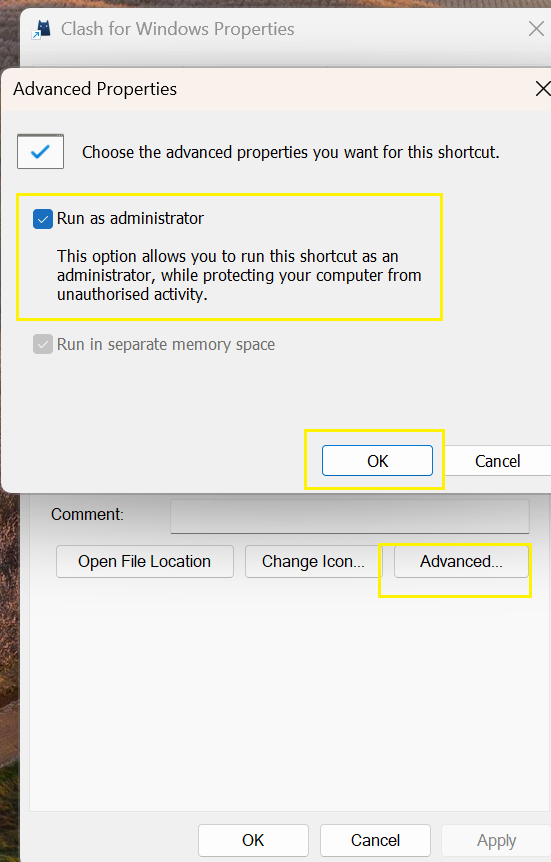 Clash for Windows Properties
Advanced Properties
Choose the advanced properties you want for this shortcut.
Run as administrator
This option allows you to run this shortcut as an
administrator, while protecting your computer from
unauthorised activity.
Run in separate memory space
OK
Cancel
Comment:
Open File Location
Change Icon...
Advanced...
OK
Cancel
Apply